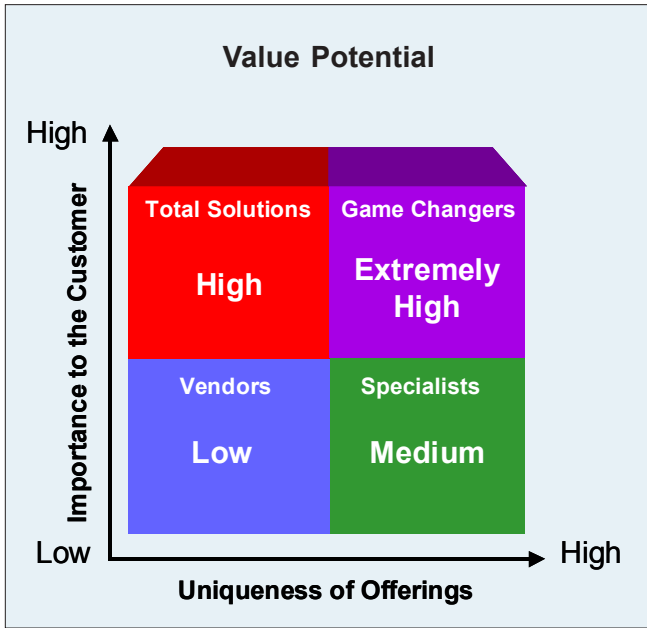 Value Potential
High
Importance to the Customer
Total Solutions
High
Game Changers
Extremely
High
Vendors
Low
Specialists
Medium
Low
High
Uniqueness of Offerings